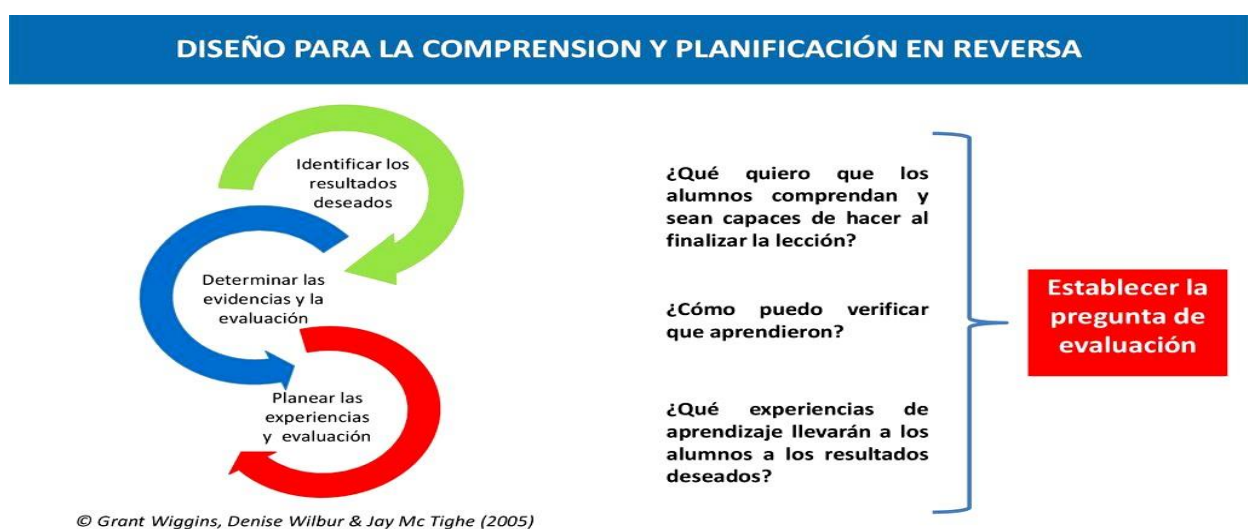 DISEÑO PARA LA COMPRENSION Y PLANIFICACIÓN EN REVERSA
Identificar los
resultados
deseados
Determinar las
evidencias y la
evaluación
Planear las
experiencias
y evaluación
¿Qué quiero que los
alumnos comprendan y
sean capaces de hacer al
finalizar la lección?
¿Cómo puedo verificar
que aprendieron?
¿Qué experiencias de
aprendizaje llevarán a los
alumnos a los resultados
deseados?
Establecer la
pregunta de
evaluación
© Grant Wiggins, Denise Wilbur & Jay Mc Tighe (2005)